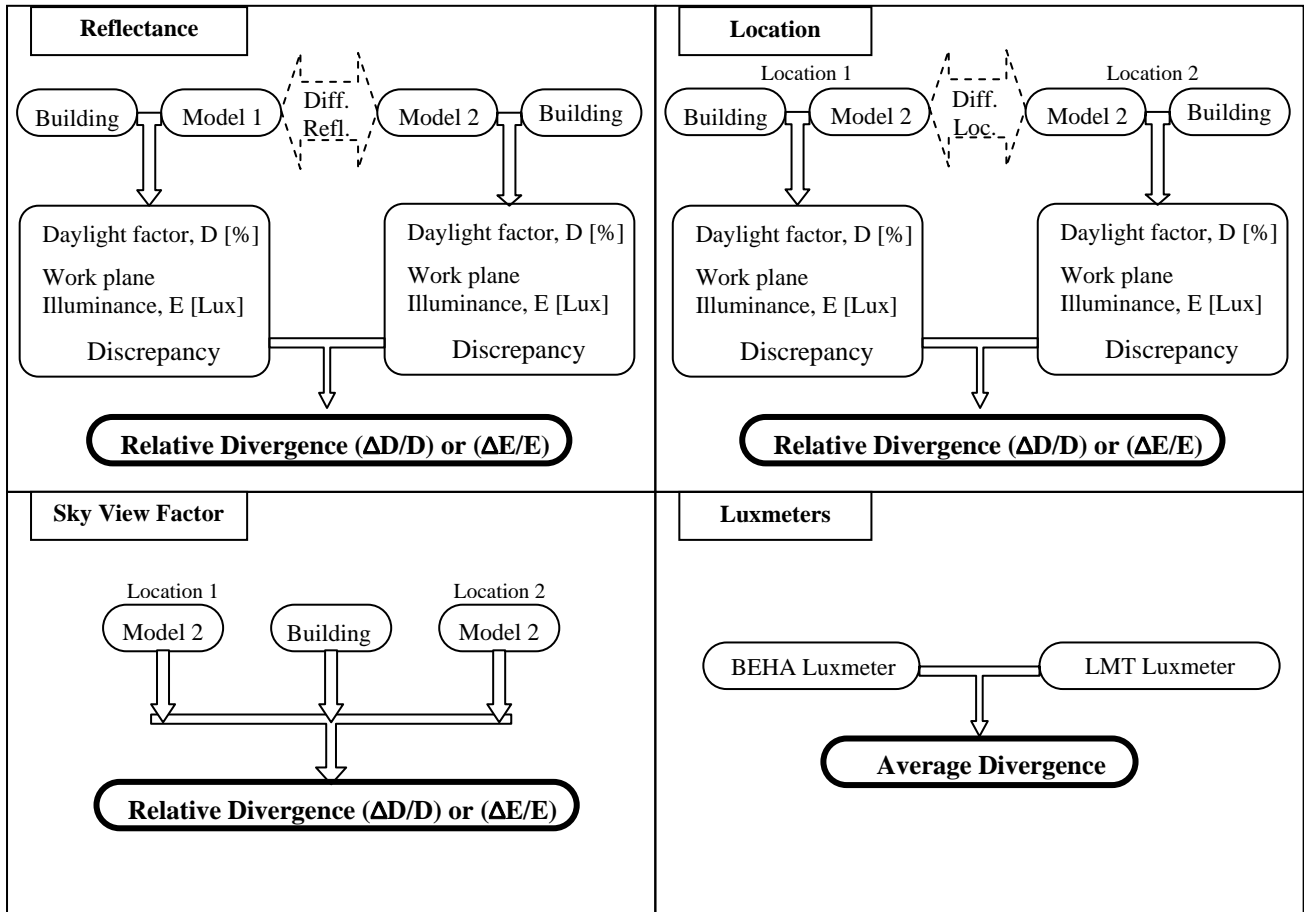 Reflectance
Building
Model 1
Diff.
Refl.
Model 2
Building
Daylight factor, D [%]
Work plane
Illuminance, E [Lux]
Discrepancy
Daylight factor, D [%]
Work plane
Illuminance, E [Lux]
Discrepancy
Relative Divergence (ΔD/D) or (ΔE/E)
Location
Location 1
Location 2
Building
Model 2
Diff.
Loc.
Model 2
Building
Daylight factor, D [%]
Work plane
Illuminance, E [Lux]
Discrepancy
Daylight factor, D [%]
Work plane
Illuminance, E [Lux]
Discrepancy
Relative Divergence (ΔD/D) or (ΔE/E)
Sky View Factor
Location 1
Location 2
Model 2
Building
Model 2
Relative Divergence (ΔD/D) or (ΔE/E)
Luxmeters
BEHA Luxmeter
LMT Luxmeter
Average Divergence